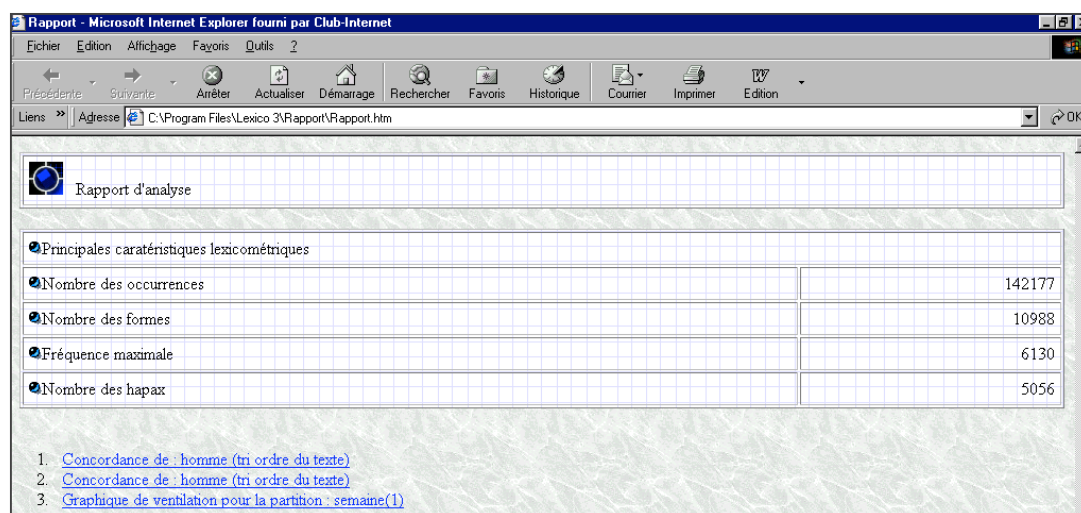 Rapport - Microsoft Internet Explorer fourni par Club-Internet
Fichier Edition Affichage Favoris Outils ?
Précédente Suivante Arrêter Actualiser Démarrage Rechercher Favoris Historique Courrier Imprimer Edition
Liens » Adresse C:\Program Files\Lexico 3\Rapport\Rapport.htm OK
Rapport d'analyse
Principales caratéristiques lexicométriques
Nombre des occurrences 142177
Nombre des formes 10988
Fréquence maximale 6130
Nombre des hapax 5056
1. Concordance de : homme (tri ordre du texte)
2. Concordance de : homme (tri ordre du texte)
3. Graphique de ventilation pour la partition : semaine(1)